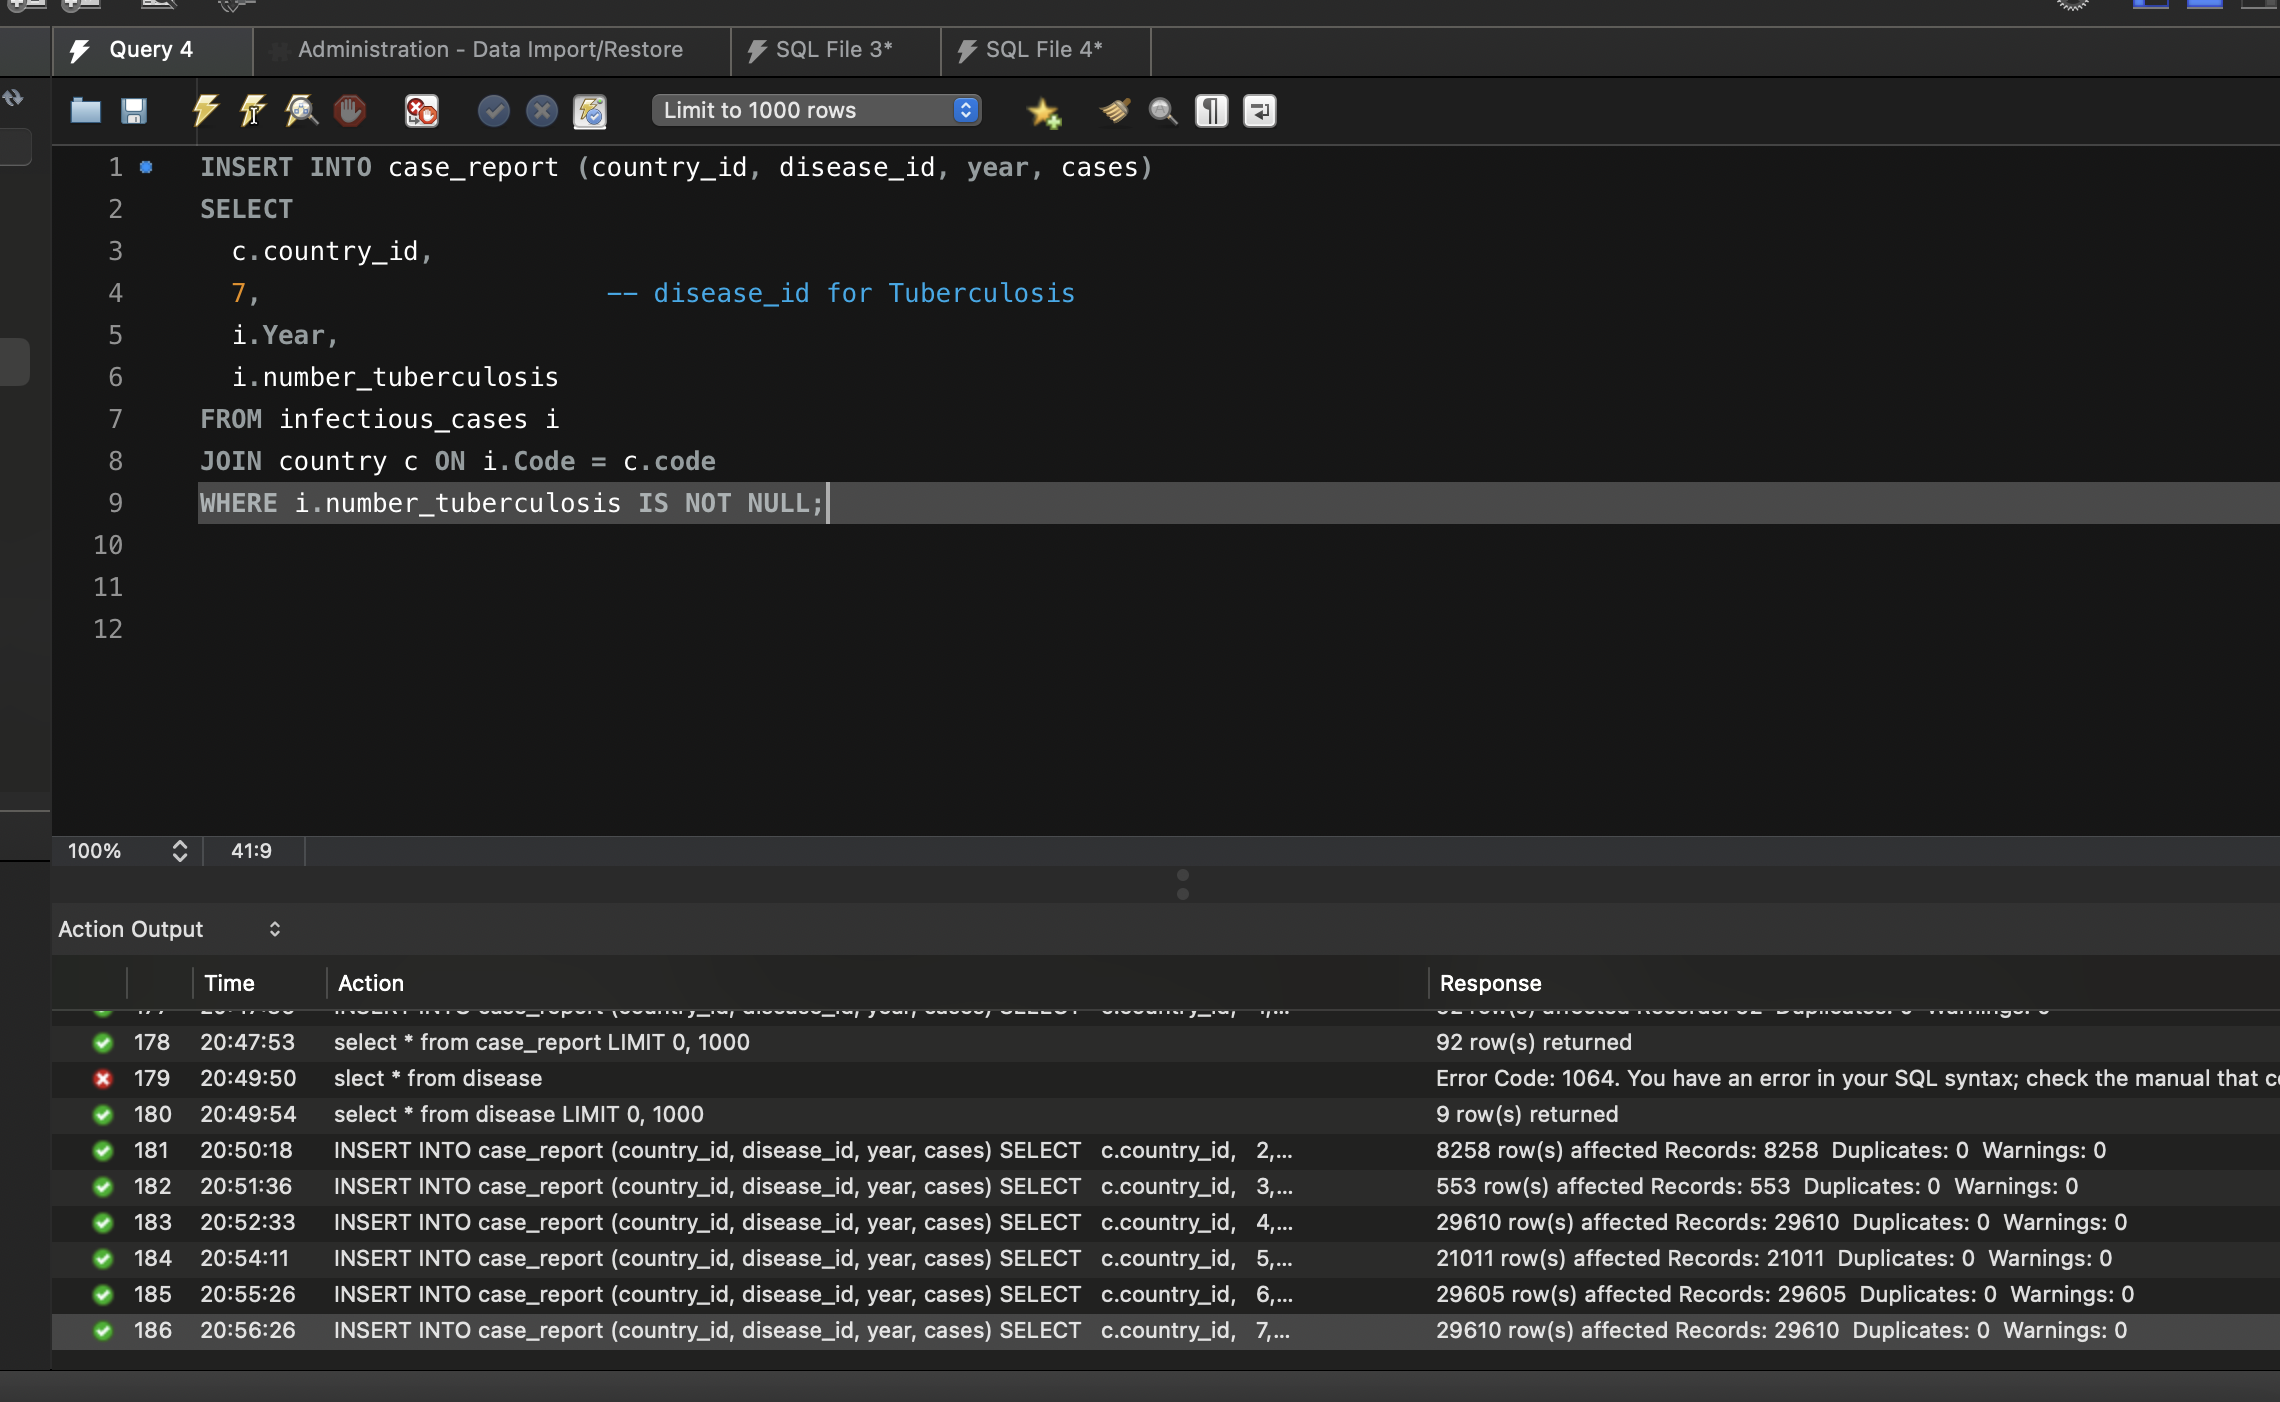 Query 4
Administration - Data Import/Restore
SQL File 3*
SQL File 4*
Limit to 1000 rows
1 INSERT INTO case_report (country_id, disease_id, year, cases)
2 SELECT
3 c.country_id,
4 7, -- disease_id for Tuberculosis
5 i.Year,
6 i.number_tuberculosis
7 FROM infectious_cases i
8 JOIN country c ON i.Code = c.code
9 WHERE i.number_tuberculosis IS NOT NULL;
10
11
12
100% 41:9
Action Output
Time Action Response
178 20:47:53 select * from case_report LIMIT 0, 1000 92 row(s) returned
179 20:49:50 slect * from disease Error Code: 1064. You have an error in your SQL syntax; check the manual that c
180 20:49:54 select * from disease LIMIT 0, 1000 9 row(s) returned
181 20:50:18 INSERT INTO case_report (country_id, disease_id, year, cases) SELECT c.country_id, 2,... 8258 row(s) affected Records: 8258 Duplicates: 0 Warnings: 0
182 20:51:36 INSERT INTO case_report (country_id, disease_id, year, cases) SELECT c.country_id, 3,... 553 row(s) affected Records: 553 Duplicates: 0 Warnings: 0
183 20:52:33 INSERT INTO case_report (country_id, disease_id, year, cases) SELECT c.country_id, 4,... 29610 row(s) affected Records: 29610 Duplicates: 0 Warnings: 0
184 20:54:11 INSERT INTO case_report (country_id, disease_id, year, cases) SELECT c.country_id, 5,... 21011 row(s) affected Records: 21011 Duplicates: 0 Warnings: 0
185 20:55:26 INSERT INTO case_report (country_id, disease_id, year, cases) SELECT c.country_id, 6,... 29605 row(s) affected Records: 29605 Duplicates: 0 Warnings: 0
186 20:56:26 INSERT INTO case_report (country_id, disease_id, year, cases) SELECT c.country_id, 7,... 29610 row(s) affected Records: 29610 Duplicates: 0 Warnings: 0